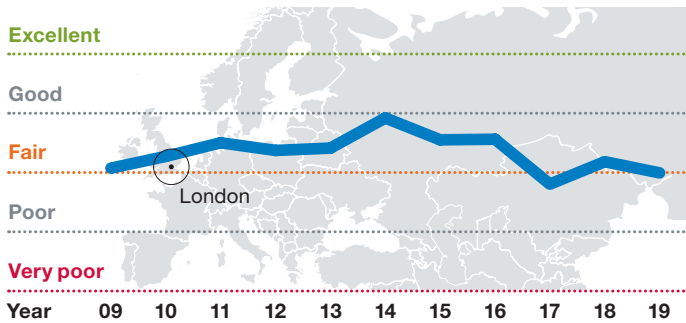 Excellent
Good
Fair
London
Poor
Very poor
Year 09 10 11 12 13 14 15 16 17 18 19